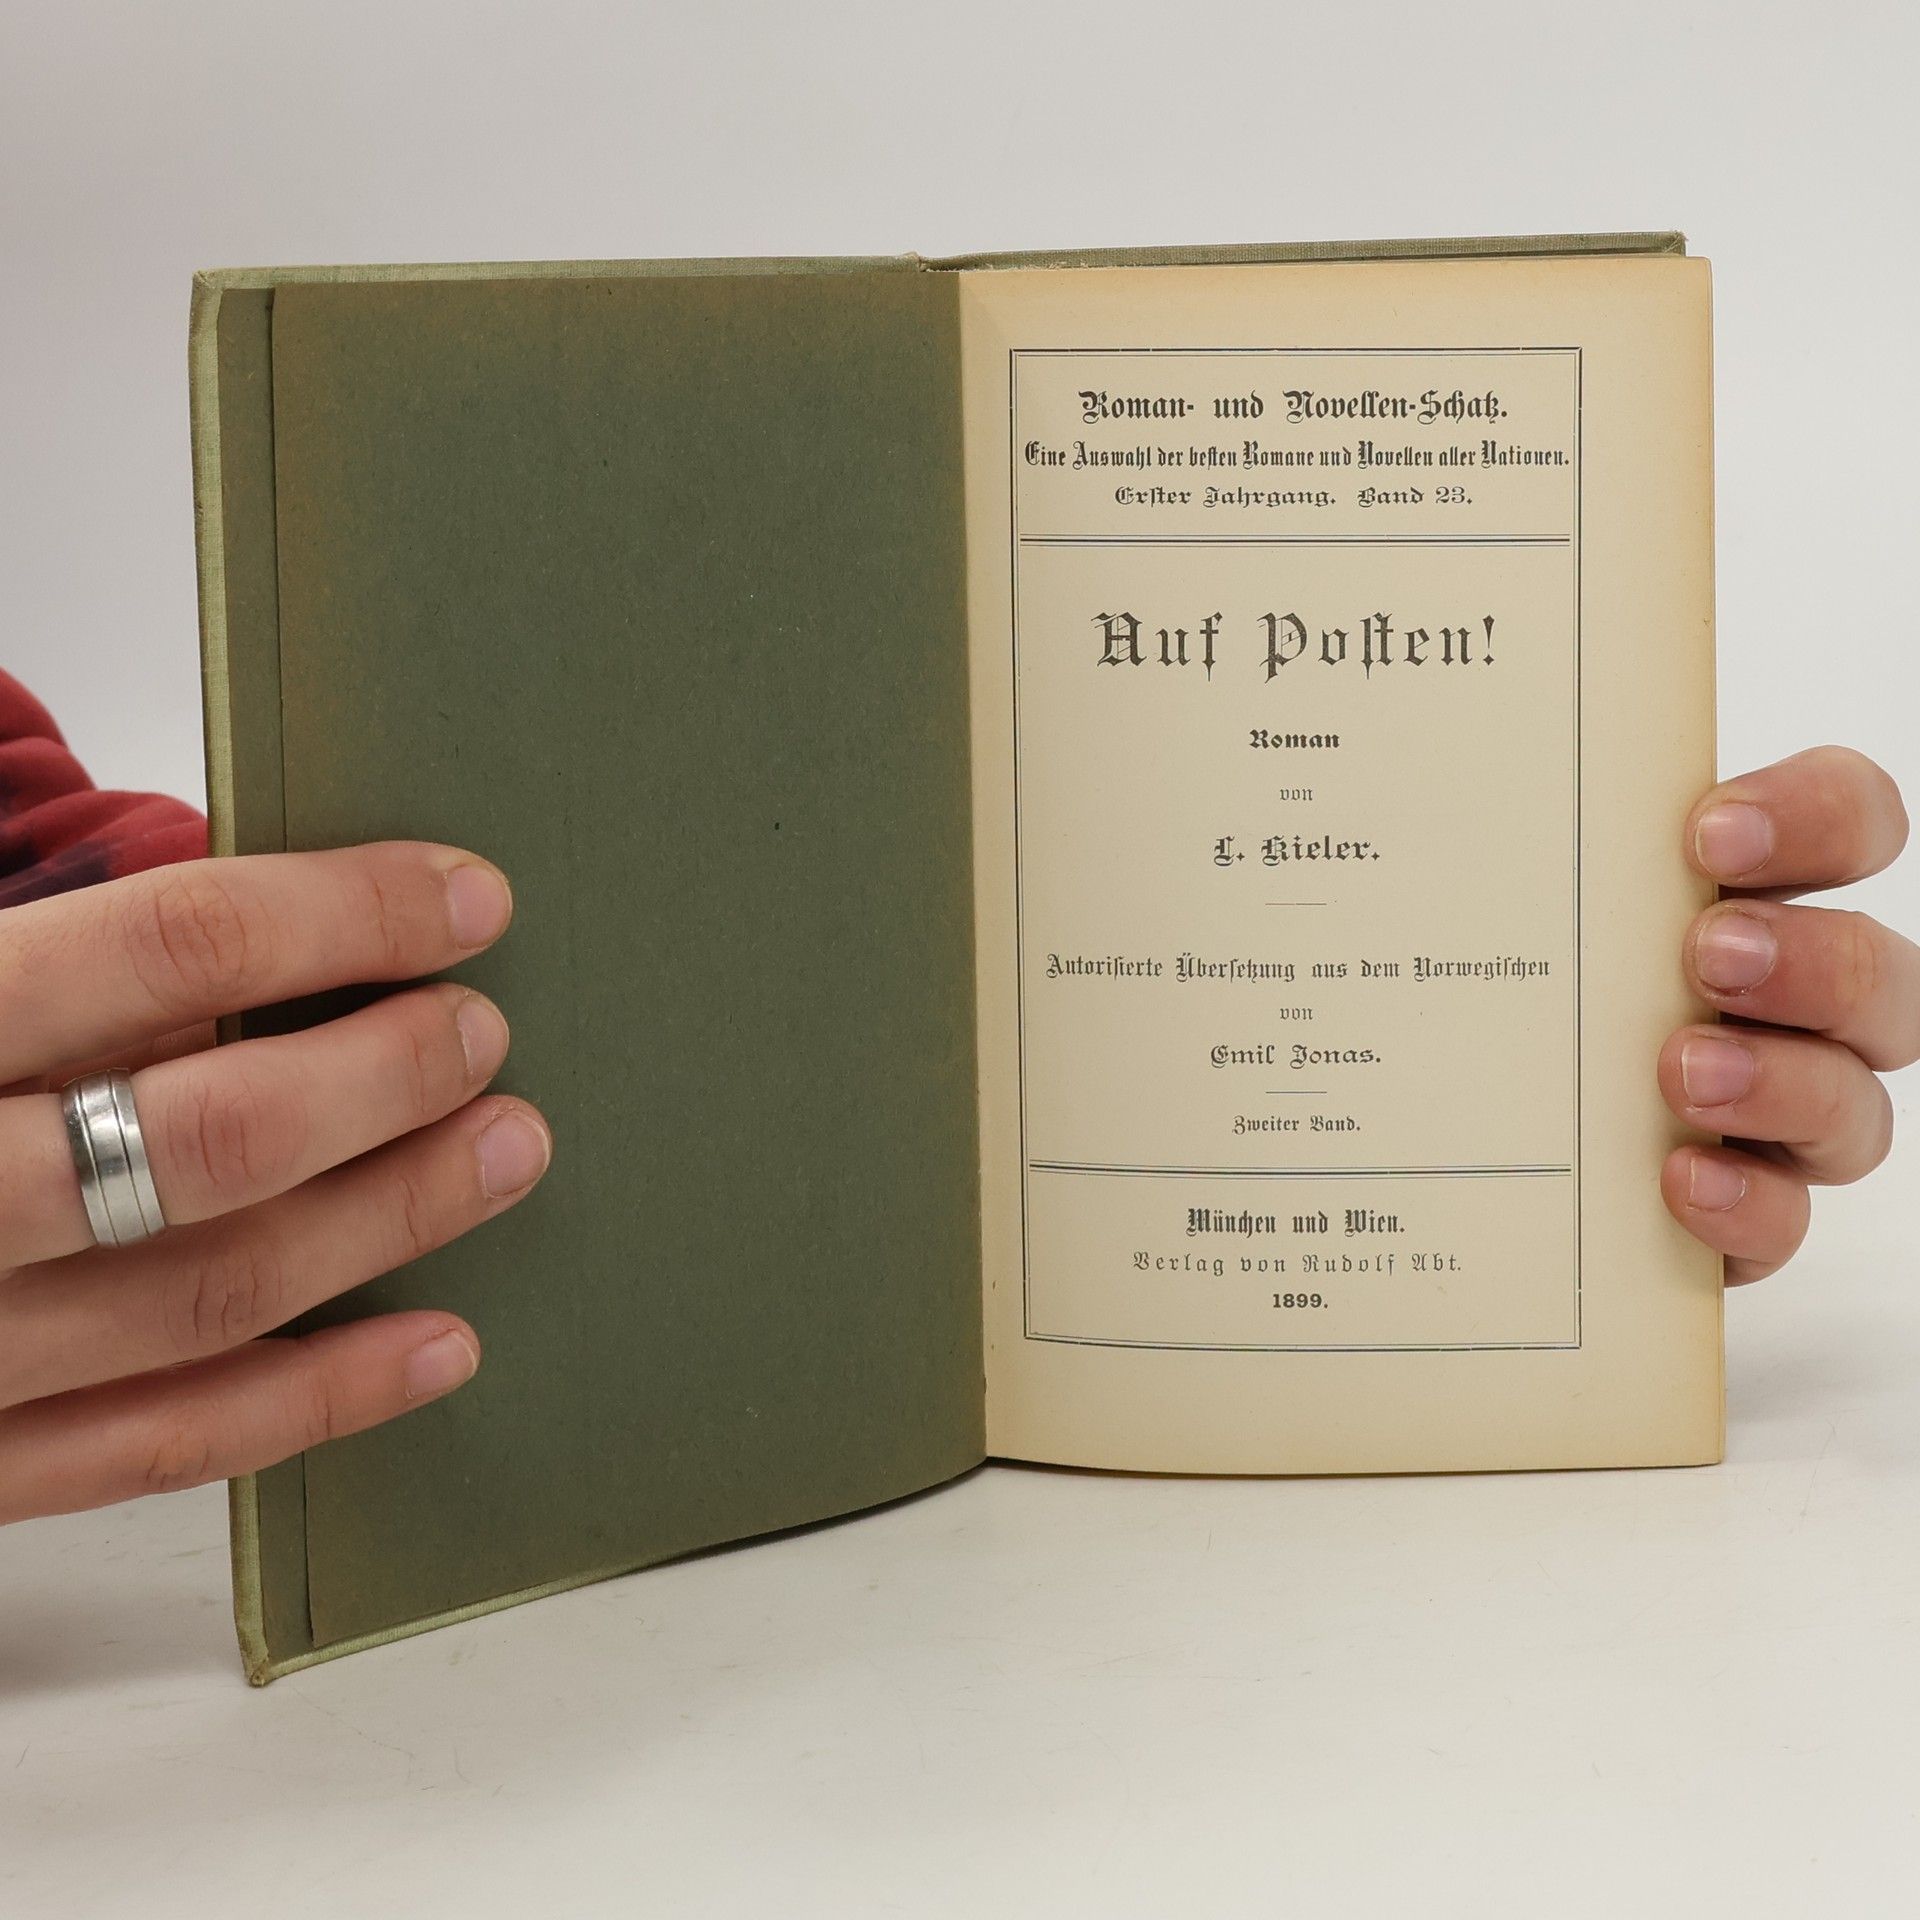 Roman- und Novellen-Schatz.
Eine Auswahl der besten Romane und Novellen aller Nationen.
Erster Jahrgang. Band 23.
Auf Posten!
Roman
von
L. Kieler.
Autorisierte Übersetzung aus dem Norwegischen
von
Emil Jonas.
Zweiter Band.
München und Wien.
Verlag von Rudolf Abt.
1899.